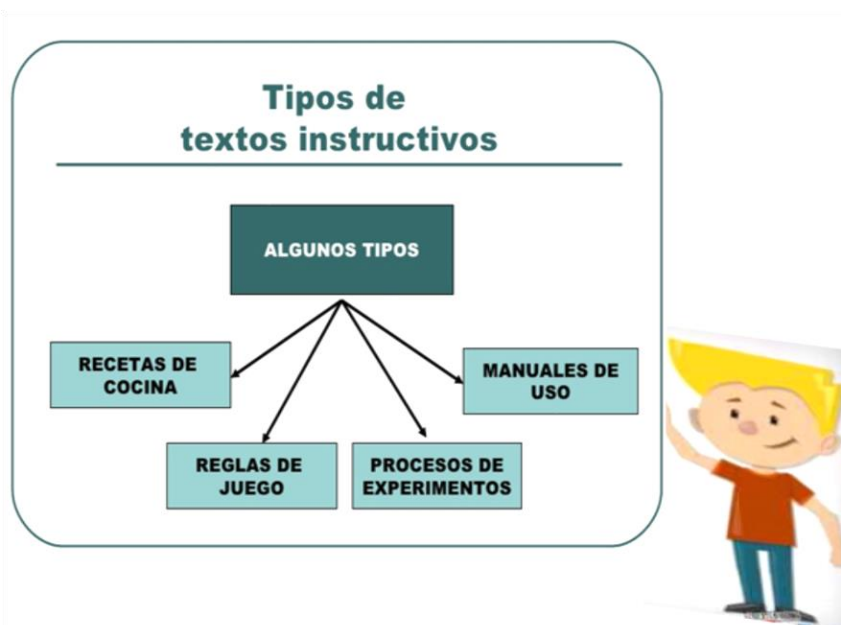 Tipos de
textos instructivos
ALGUNOS TIPOS
RECETAS DE
COCINA
MANUALES DE
USO
REGLAS DE
JUEGO
PROCESOS DE
EXPERIMENTOS